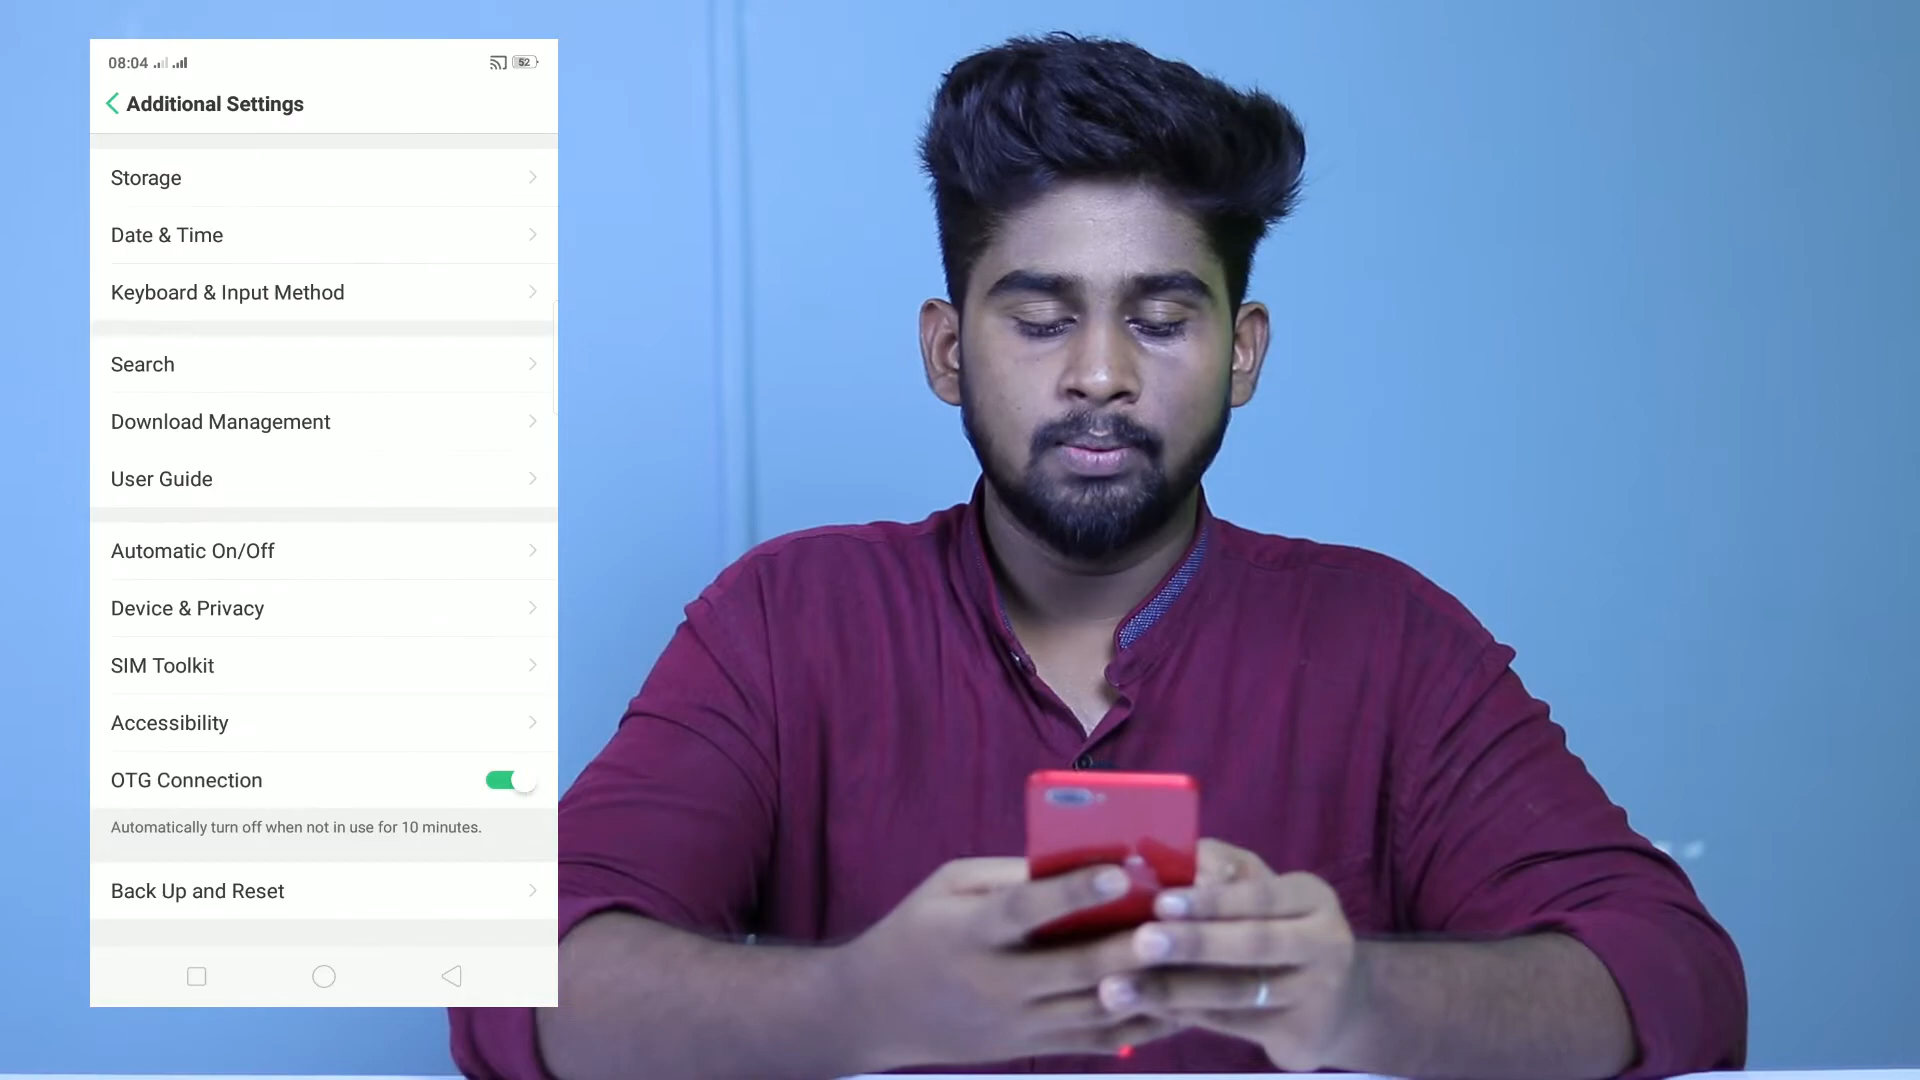 08:04
52
Additional Settings
Storage
Date & Time
Keyboard & Input Method
Search
Download Management
User Guide
Automatic On/Off
Device & Privacy
SIM Toolkit
Accessibility
OTG Connection
Automatically turn off when not in use for 10 minutes.
Back Up and Reset